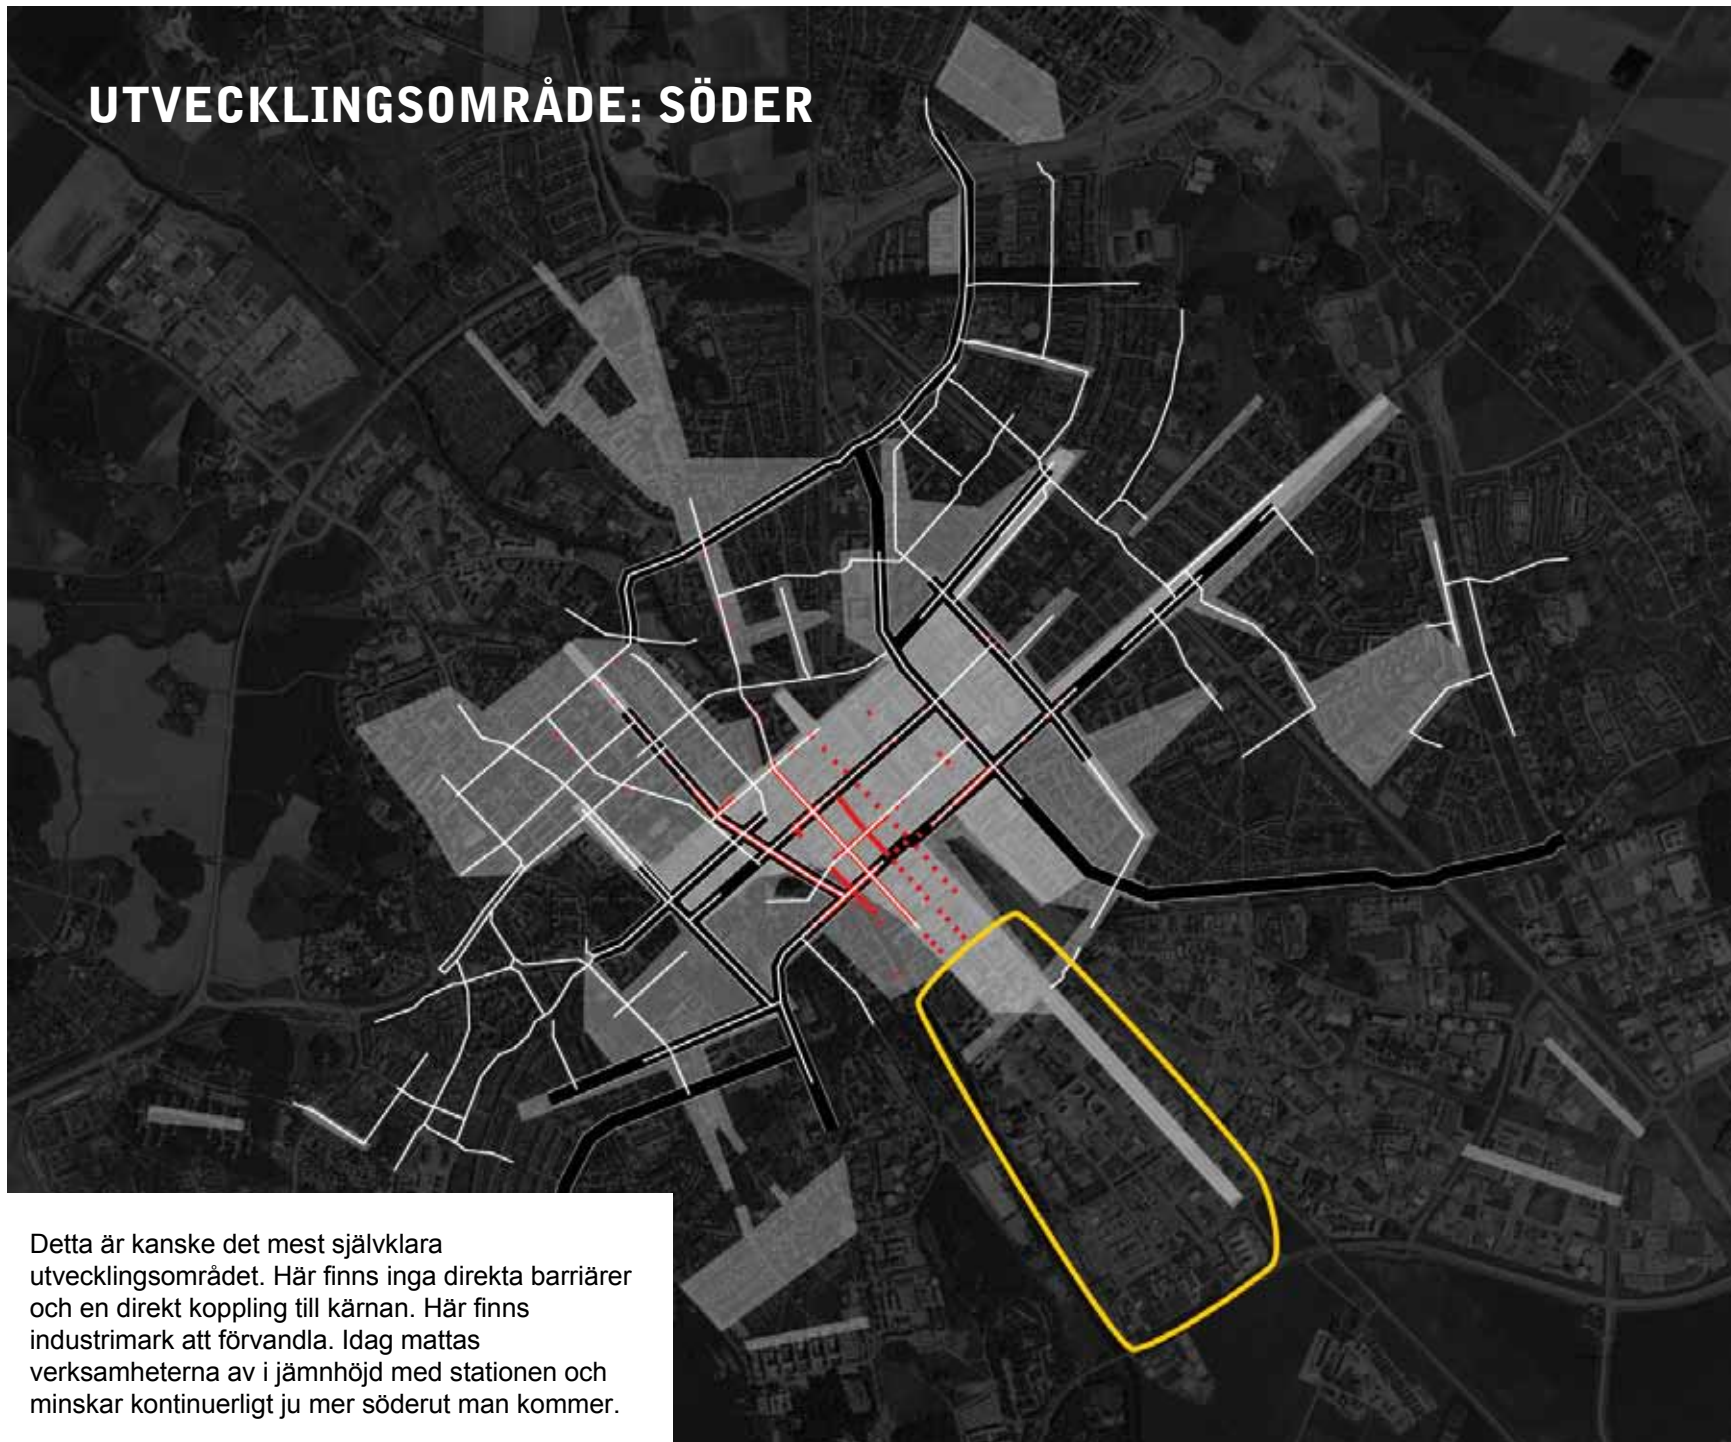 UTVECKLINGSOMRÅDE: SÖDER
Detta är kanske det mest självklara
utvecklingsområdet. Här finns inga direkta barriärer
och en direkt koppling till kärnan. Här finns
industrimark att förvandla. Idag mattas
verksamheterna av i jämnhöjd med stationen och
minskar kontinuerligt ju mer söderut man kommer.